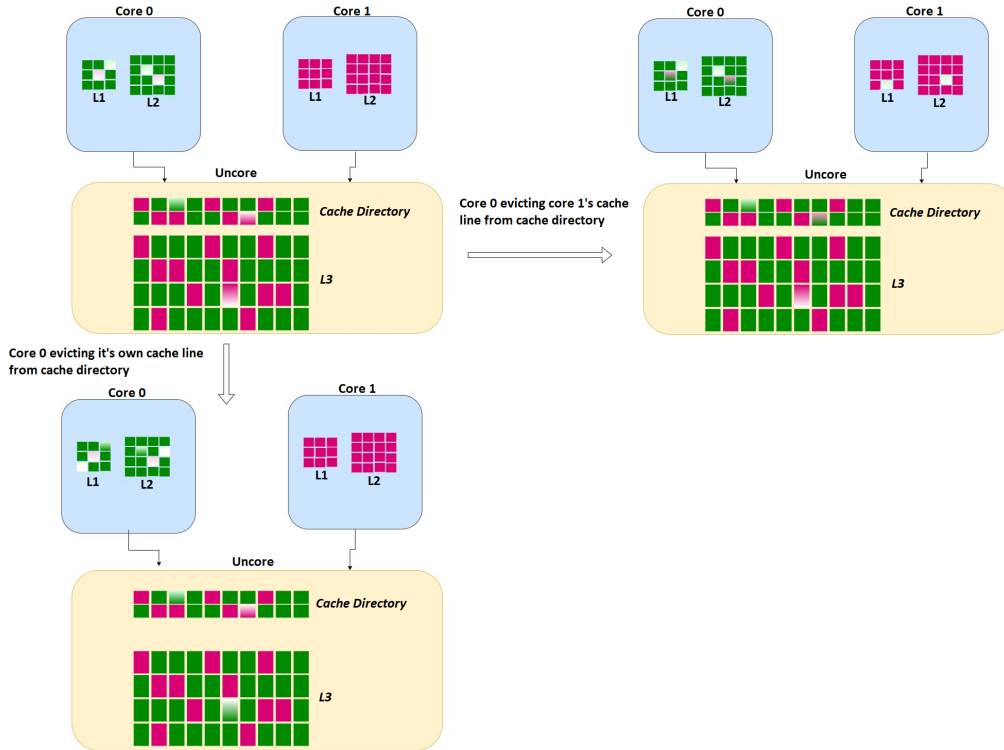 Core 0
Core 1
L1
L2
L1
L2
Uncore
Cache Directory
L3
Core 0 evicting core 1's cache
line from cache directory
Core 0
Core 1
L1
L2
L1
L2
Uncore
Cache Directory
L3
Core 0 evicting it's own cache line
from cache directory
Core 0
Core 1
L1
L2
L1
L2
Uncore
Cache Directory
L3